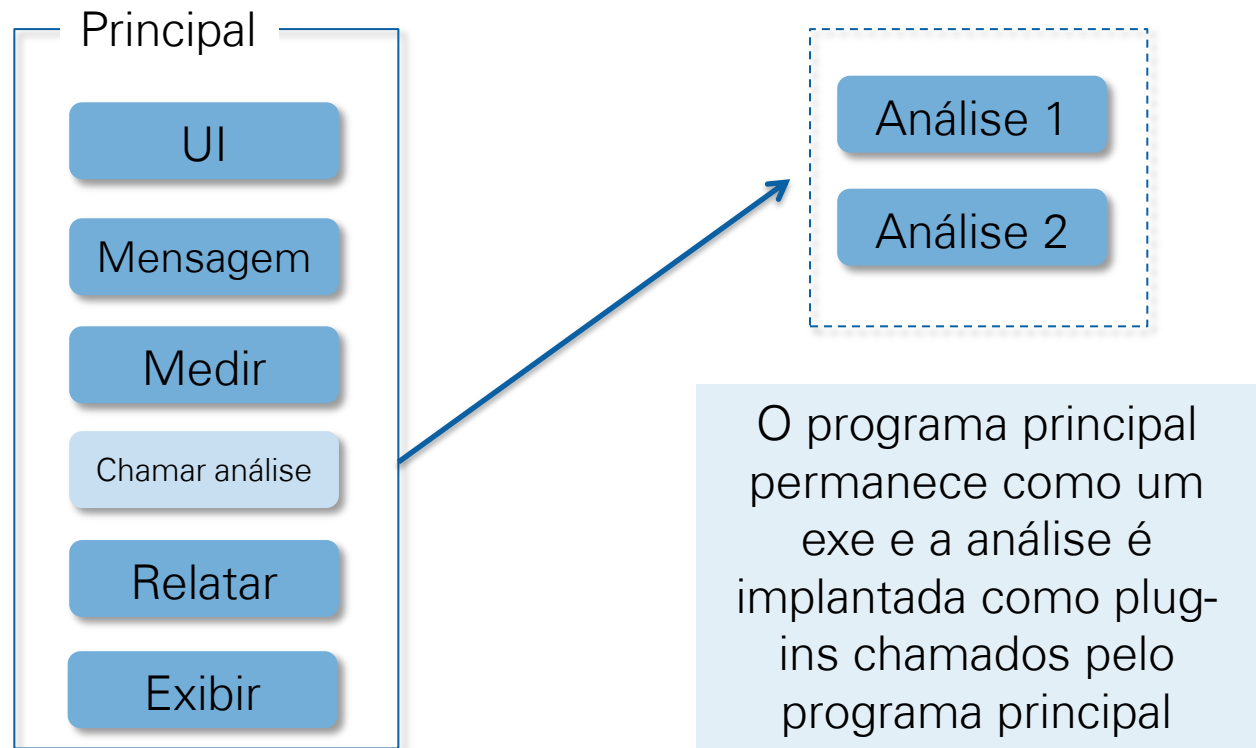 Principal
UI
Mensagem
Medir
Chamar análise
Relatar
Exibir
Análise 1
Análise 2
O programa principal
permanece como um
exe e a análise é
implantada como plug-
ins chamados pelo
programa principal